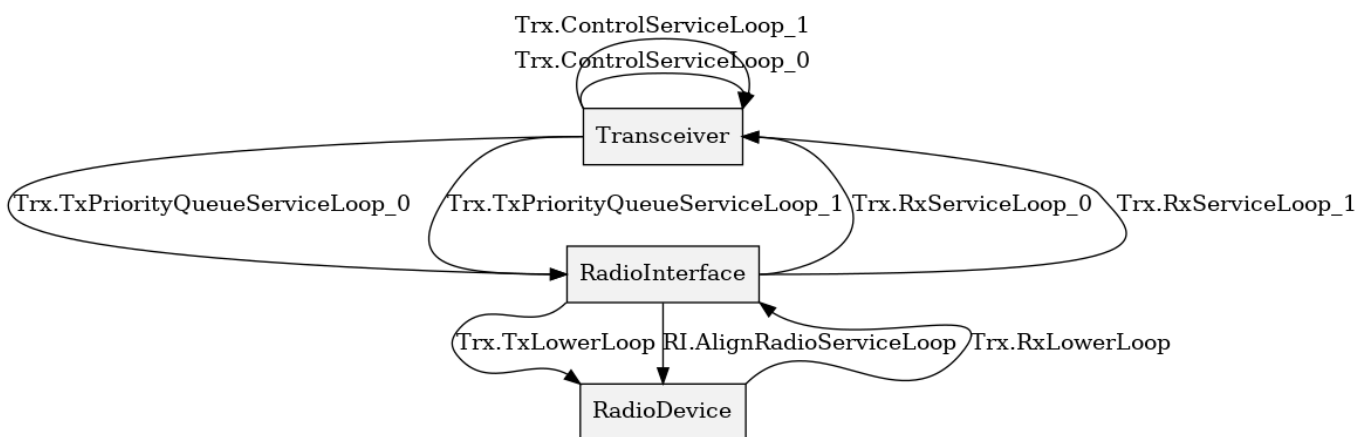 Trx.ControlServiceLoop_1
Trx.ControlServiceLoop_0
Transceiver
Trx.TxPriorityQueueServiceLoop_0
Trx.TxPriorityQueueServiceLoop_1
Trx.RxServiceLoop_0
Trx.RxServiceLoop_1
RadioInterface
Trx.TxLowerLoop
RI.AlignRadioServiceLoop
Trx.RxLowerLoop
RadioDevice